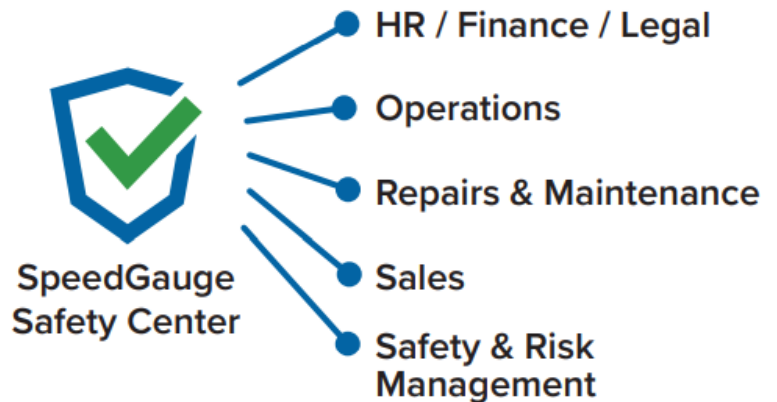 HR / Finance / Legal
Operations
Repairs & Maintenance
SpeedGauge
Safety Center
Sales
Safety & Risk
Management